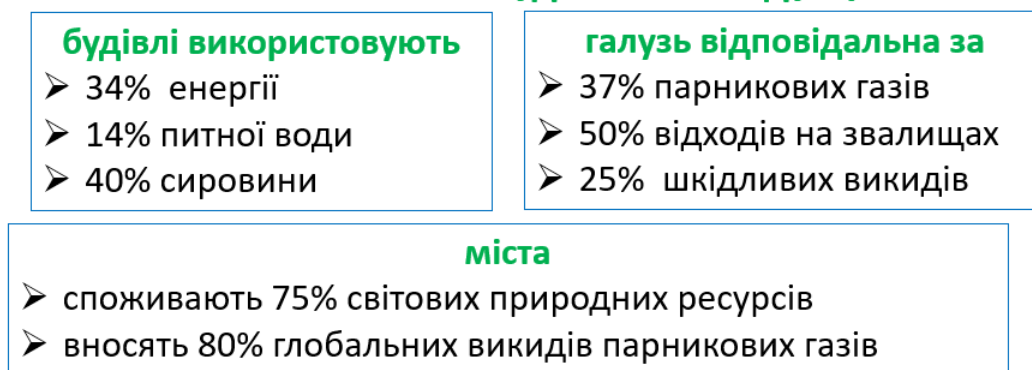 будівлі використовують
➢ 34% енергії
➢ 14% питної води
➢ 40% сировини
галузь відповідальна за
➢ 37% парникових газів
➢ 50% відходів на звалищах
➢ 25% шкідливих викидів
міста
➢ споживають 75% світових природних ресурсів
➢ вносять 80% глобальних викидів парникових газів